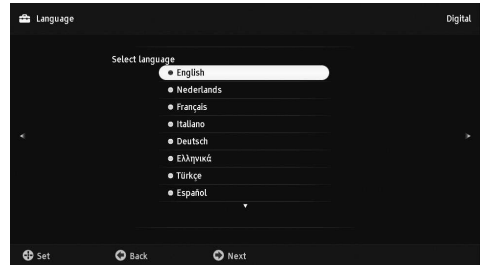 Language Digital
Select language
English
Nederlands
Français
Italiano
Deutsch
Ελληνικά
Türkçe
Español
Set Back Next